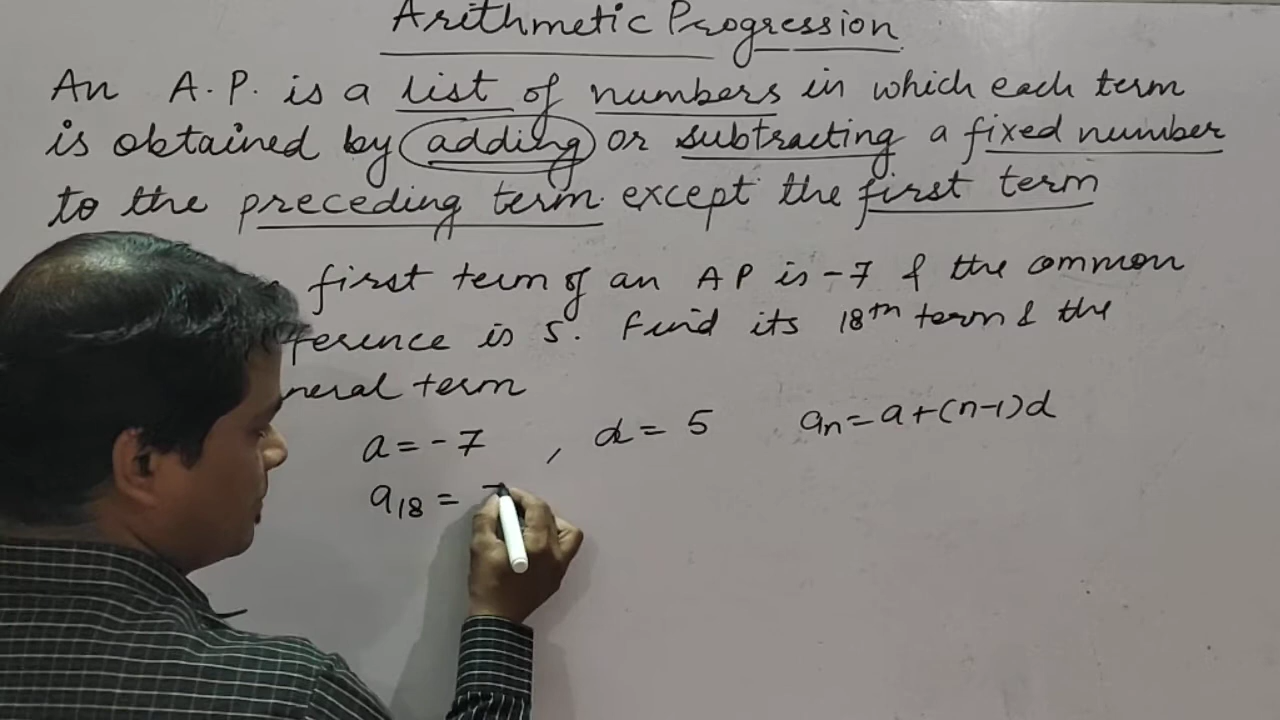 Arithmetic Progression
An A.P. is a list of numbers in which each term
is obtained by adding or subtracting a fixed number
to the preceding term except the first term
first term of an AP is -7 & the common
ference is 5. Find its 18th term & the
neral term
a = -7 , d = 5 an = a+(n-1)d
a18 =